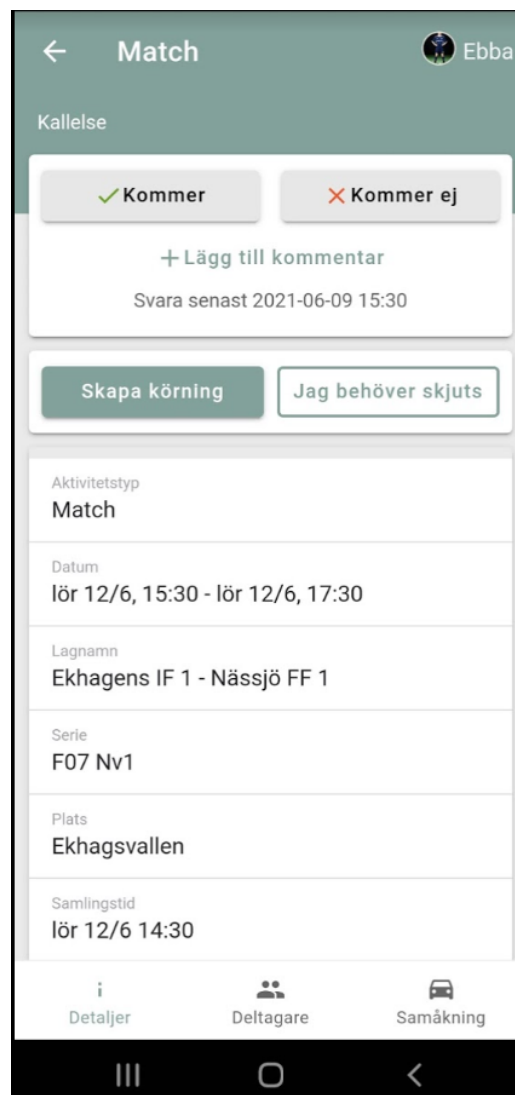 Match
Ebba
Kallelse
Kommer
Kommer ej
Lägg till kommentar
Svara senast 2021-06-09 15:30
Skapa körning
Jag behöver skjuts
Aktivitetstyp
Match
Datum
lör 12/6, 15:30 - lör 12/6, 17:30
Lagnamn
Ekhagens IF 1 - Nässjö FF 1
Serie
F07 Nv1
Plats
Ekhagsvallen
Samlingstid
lör 12/6 14:30
Detaljer
Deltagare
Samåkning